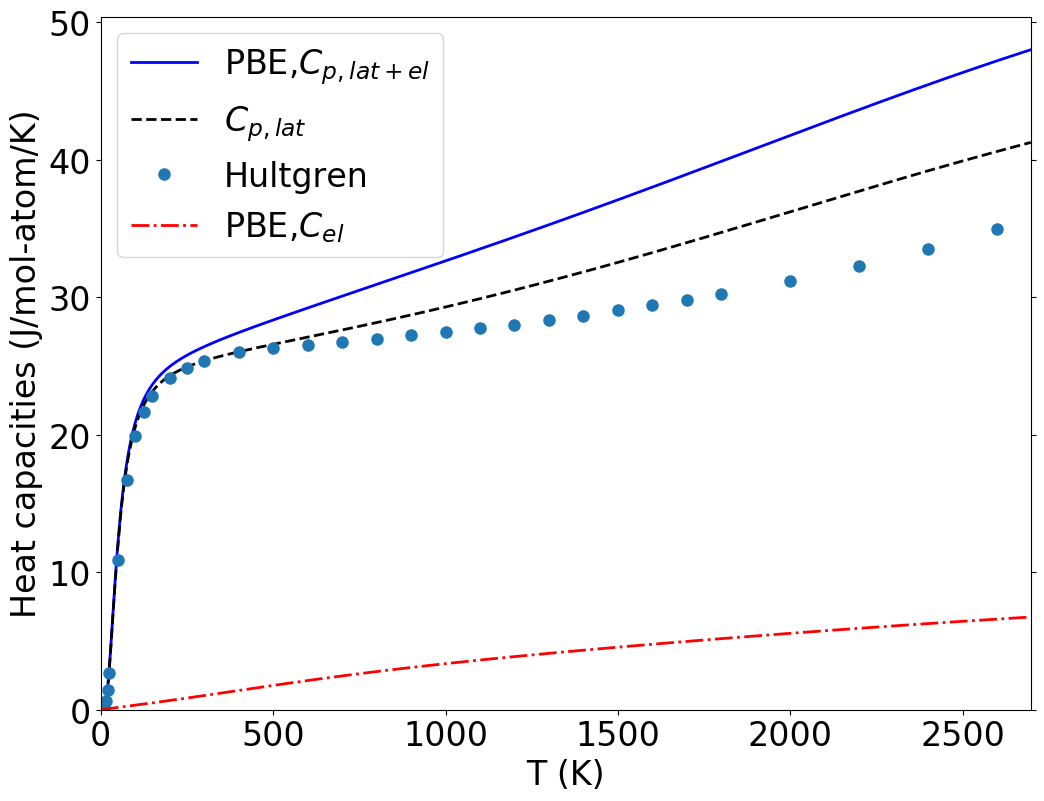 50
40
30
20
10
0
Heat capacities (J/mol-atom/K)
PBE,C_{p,lat+el}
C_{p,lat}
Hultgren
PBE,C_{el}
0 500 1000 1500 2000 2500
T (K)